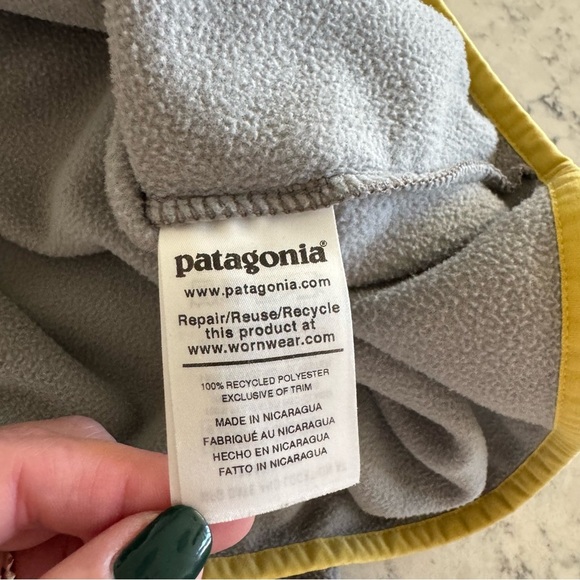 patagonia®
www.patagonia.com
Repair/Reuse/Recycle
this product at
www.wornwear.com
100% RECYCLED POLYESTER
EXCLUSIVE OF TRIM
MADE IN NICARAGUA
FABRIQUÉ AU NICARAGUA
HECHO EN NICARAGUA
FATTO IN NICARAGUA